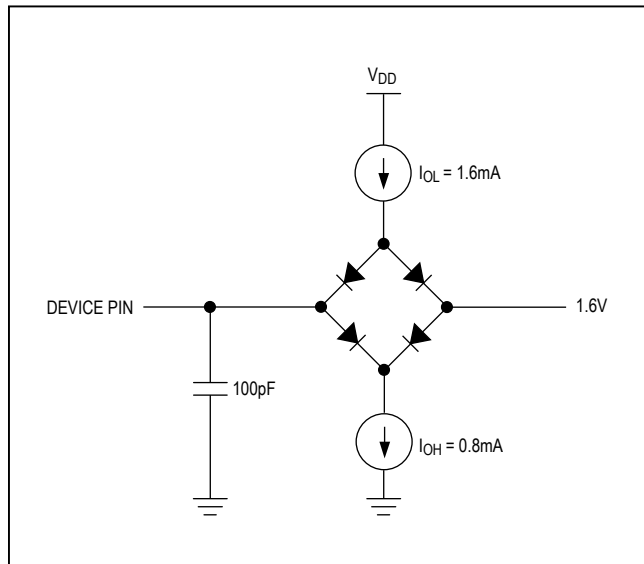 VDD
IOL = 1.6mA
DEVICE PIN
1.6V
100pF
IOH = 0.8mA